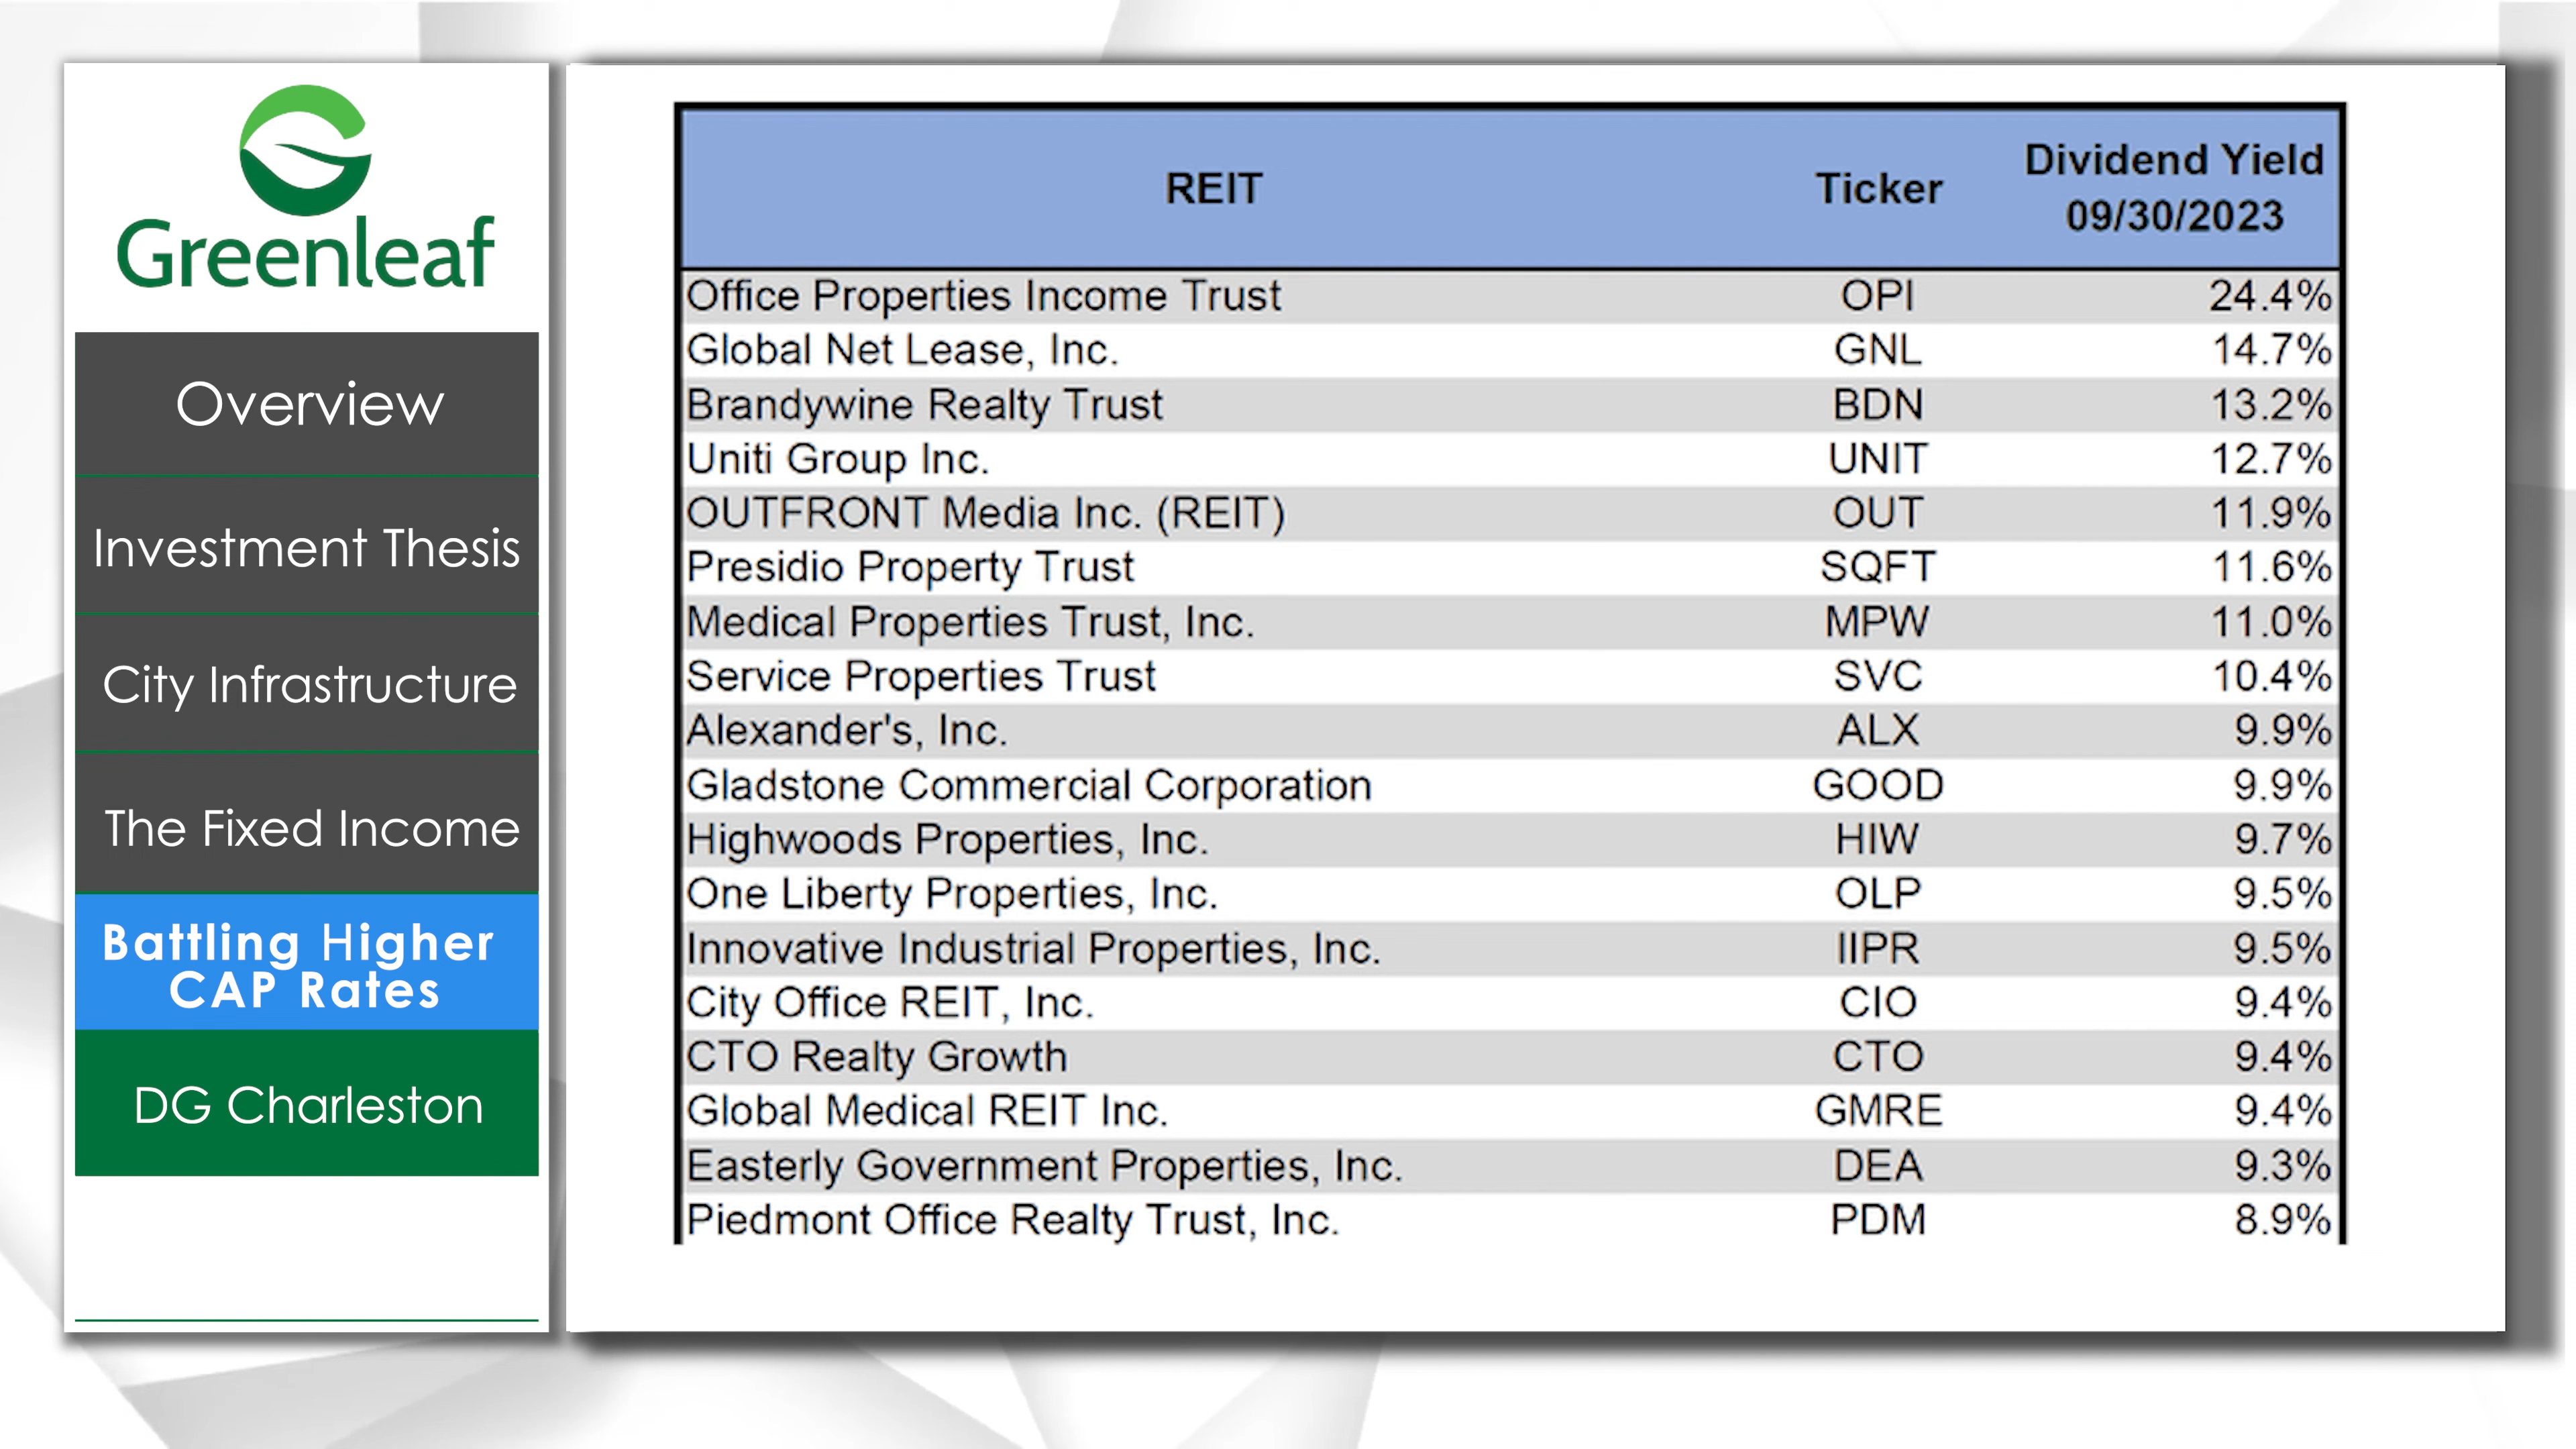 Greenleaf
Overview
Investment Thesis
City Infrastructure
The Fixed Income
Battling Higher
CAP Rates
DG Charleston
REIT Ticker Dividend Yield 09/30/2023
Office Properties Income Trust OPI 24.4%
Global Net Lease, Inc. GNL 14.7%
Brandywine Realty Trust BDN 13.2%
Uniti Group Inc. UNIT 12.7%
OUTFRONT Media Inc. (REIT) OUT 11.9%
Presidio Property Trust SQFT 11.6%
Medical Properties Trust, Inc. MPW 11.0%
Service Properties Trust SVC 10.4%
Alexander's, Inc. ALX 9.9%
Gladstone Commercial Corporation GOOD 9.9%
Highwoods Properties, Inc. HIW 9.7%
One Liberty Properties, Inc. OLP 9.5%
Innovative Industrial Properties, Inc. IIPR 9.5%
City Office REIT, Inc. CIO 9.4%
CTO Realty Growth CTO 9.4%
Global Medical REIT Inc. GMRE 9.4%
Easterly Government Properties, Inc. DEA 9.3%
Piedmont Office Realty Trust, Inc. PDM 8.9%